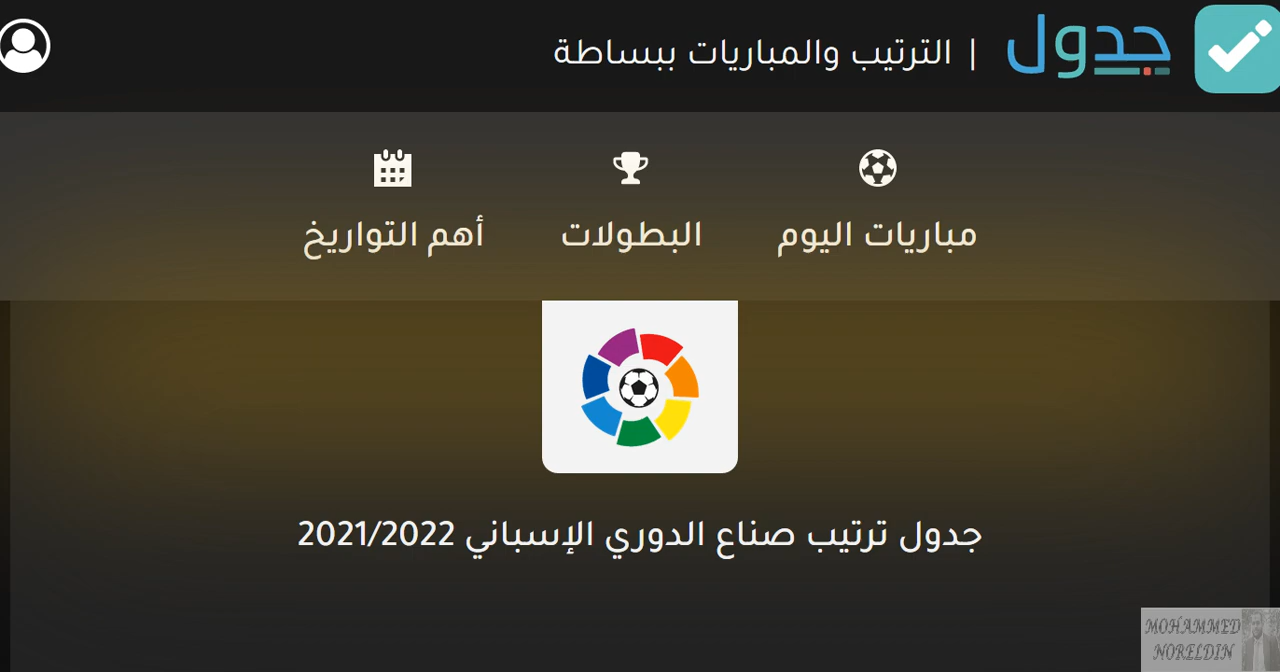 جدول | الترتيب والمباريات ببساطة
مباريات اليوم
البطولات
أهم التواريخ
جدول ترتيب صناع الدوري الإسباني 2021/2022
MOHAMMED
NORELDIN